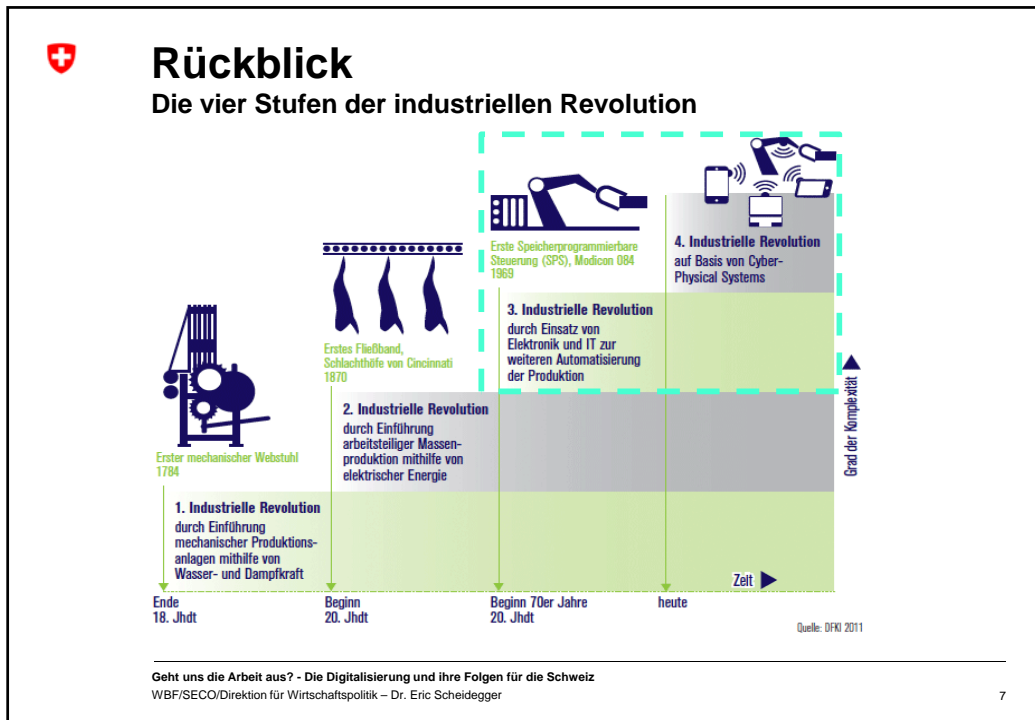 Rückblick
Die vier Stufen der industriellen Revolution
Erster mechanischer Webstuhl
1784
1. Industrielle Revolution
durch Einführung
mechanischer Produktions-
anlagen mithilfe von
Wasser- und Dampfkraft
Ende
18. Jhdt
Erstes Fließband,
Schlachthöfe von Cincinnati
1870
2. Industrielle Revolution
durch Einführung
arbeitsteiliger Massen-
produktion mithilfe von
elektrischer Energie
Beginn
20. Jhdt
Erste Speicherprogrammierbare
Steuerung (SPS), Modicon 084
1969
3. Industrielle Revolution
durch Einsatz von
Elektronik und IT zur
weiteren Automatisierung
der Produktion
Beginn 70er Jahre
20. Jhdt
4. Industrielle Revolution
auf Basis von Cyber-
Physical Systems
heute
Grad der Komplexität
Zeit
Quelle: DFKI 2011
Geht uns die Arbeit aus? - Die Digitalisierung und ihre Folgen für die Schweiz
WBF/SECO/Direktion für Wirtschaftspolitik – Dr. Eric Scheidegger
7